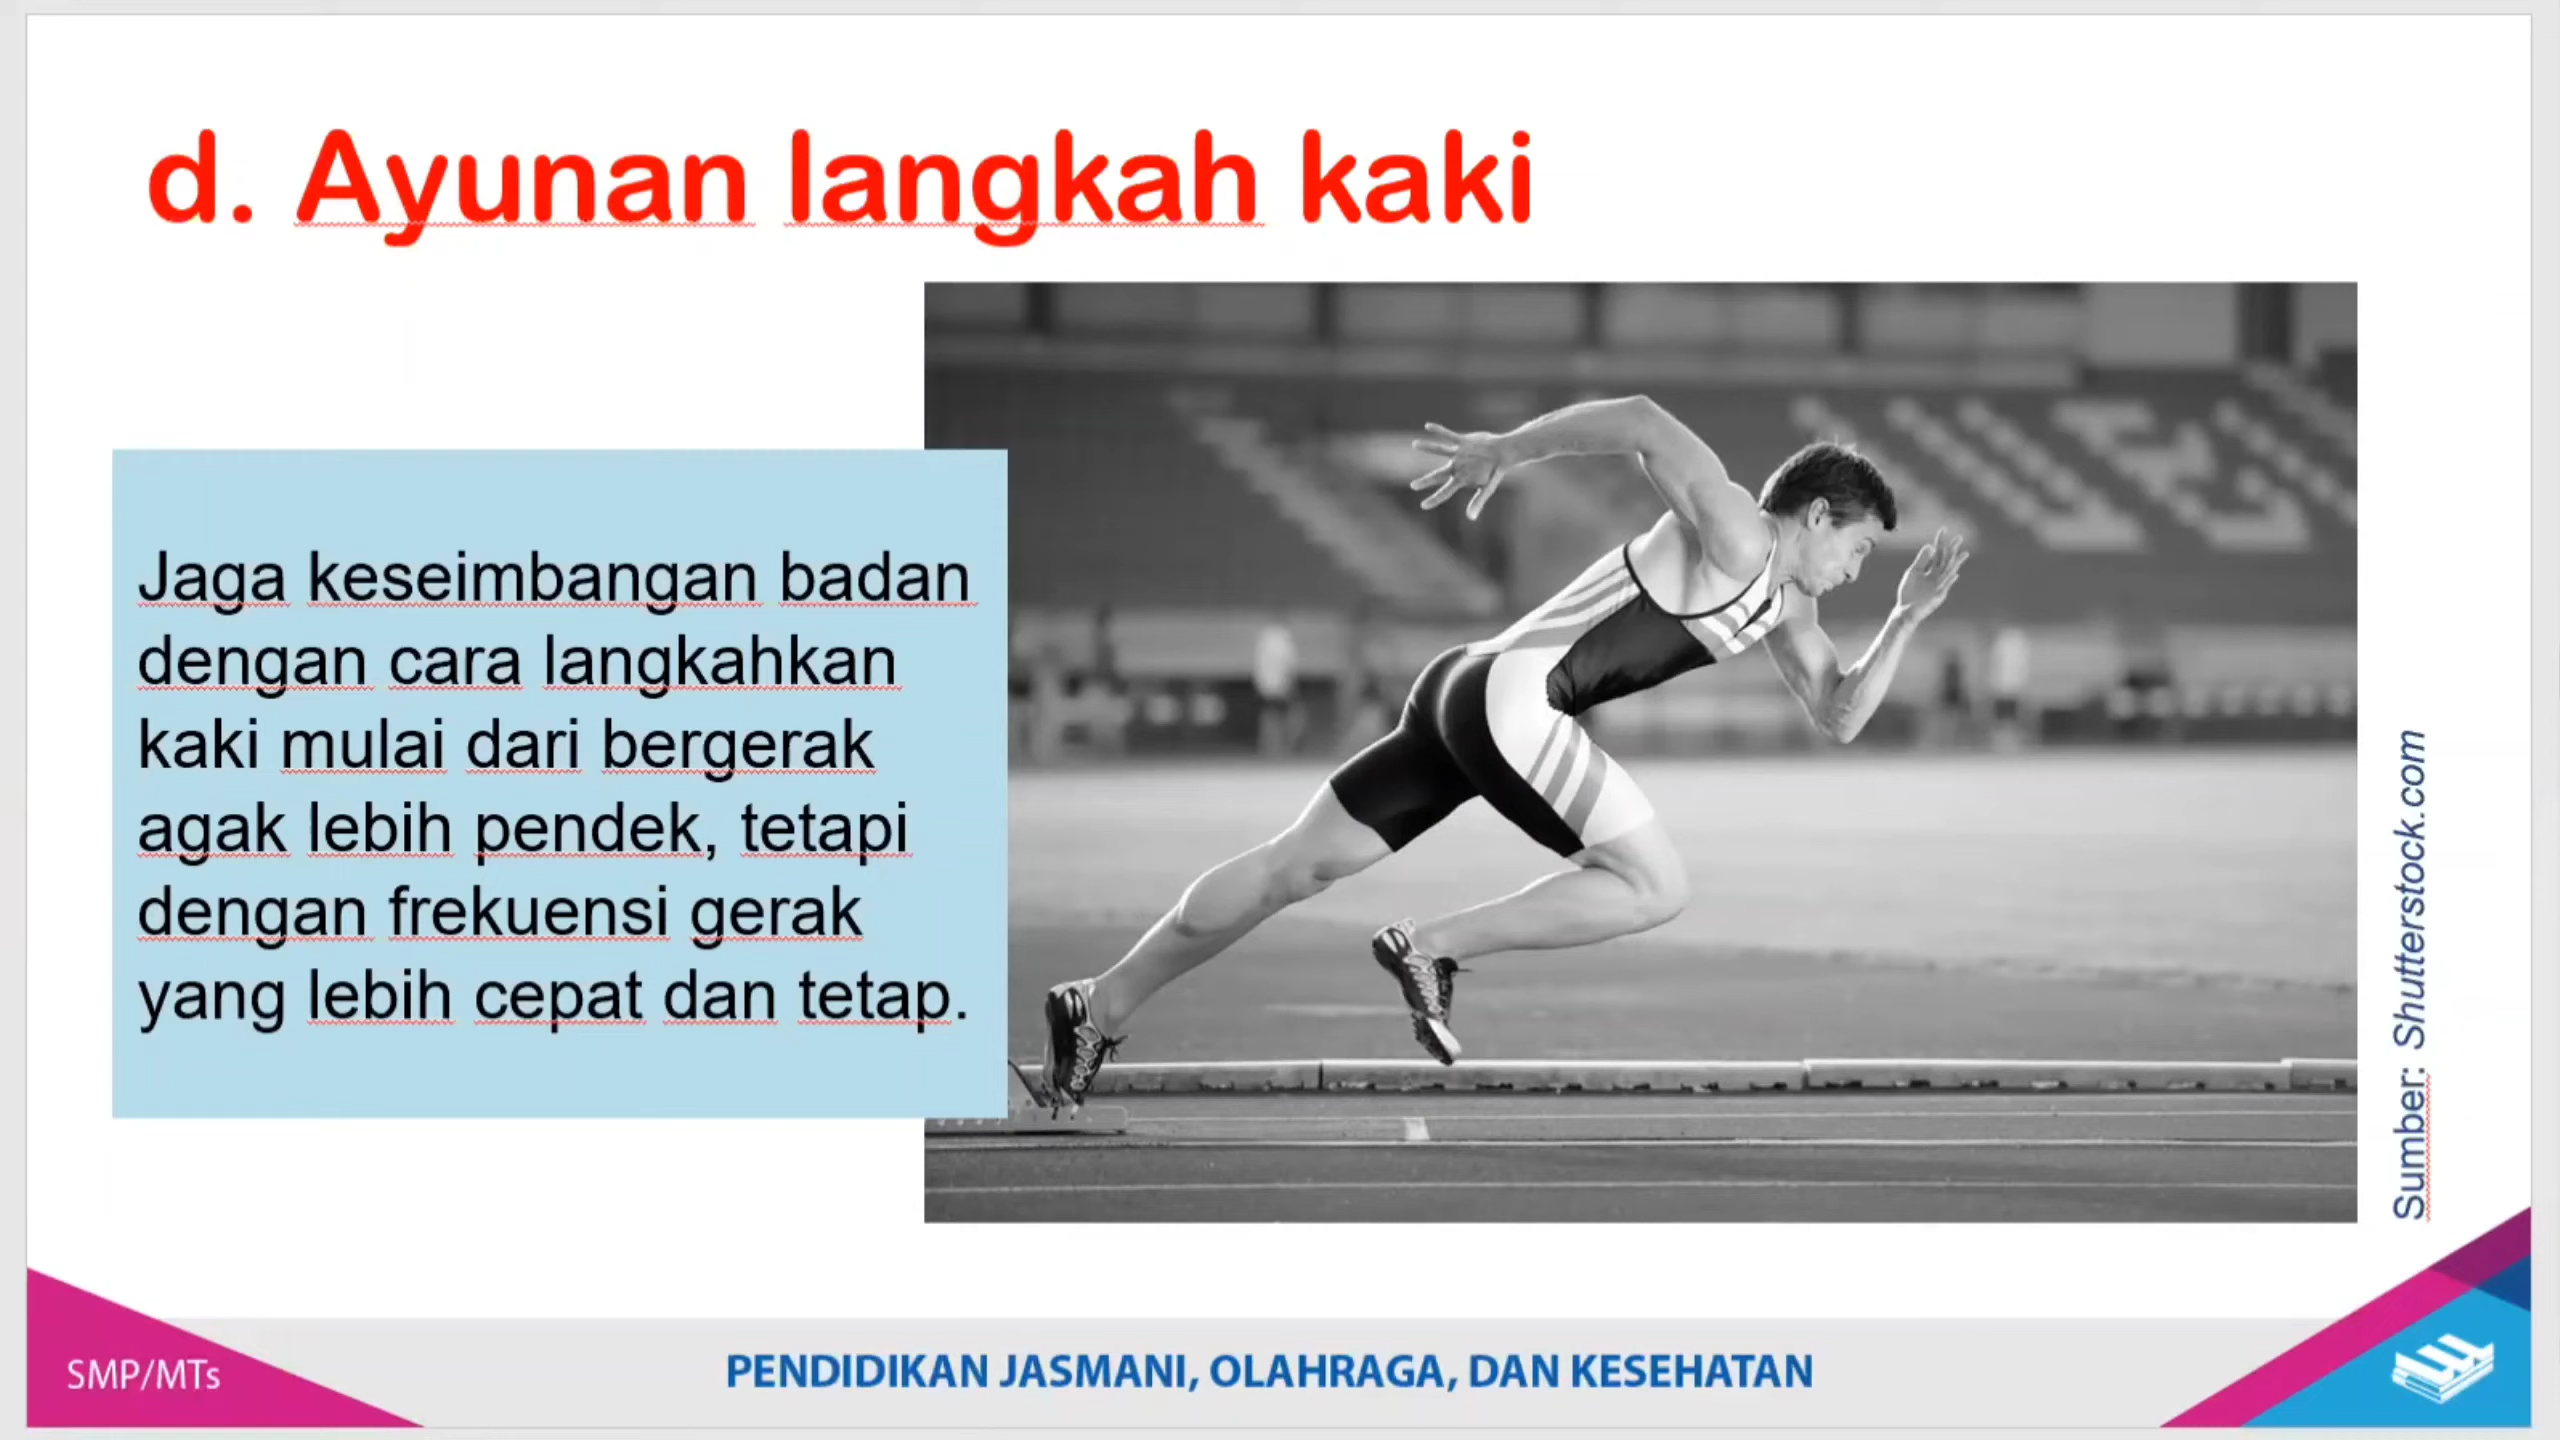 d. Ayunan langkah kaki
Jaga keseimbangan badan
dengan cara langkahkan
kaki mulai dari bergerak
agak lebih pendek, tetapi
dengan frekuensi gerak
yang lebih cepat dan tetap.
Sumber: Shutterstock.com
SMP/MTs
PENDIDIKAN JASMANI, OLAHRAGA, DAN KESEHATAN